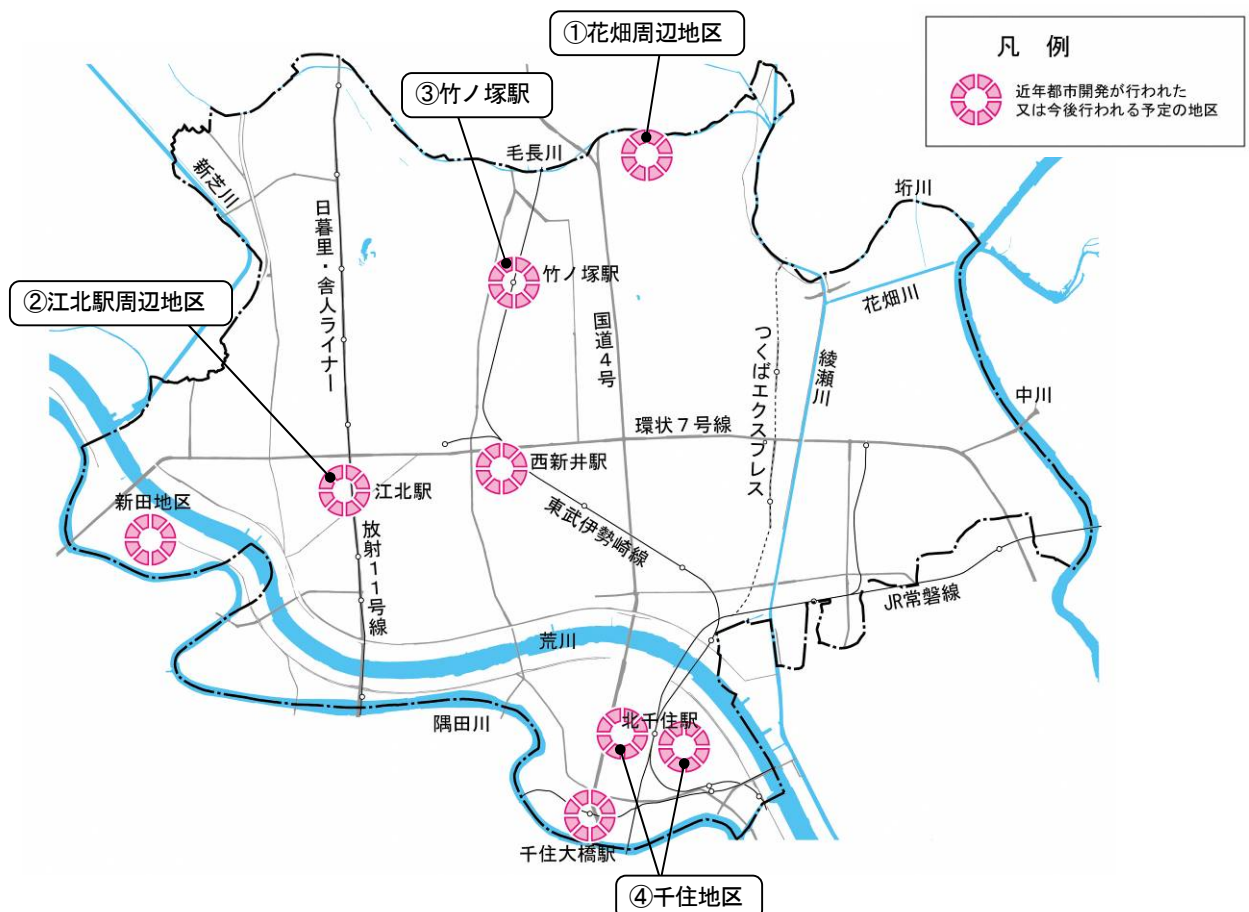 ①花畑周辺地区
凡 例
近年都市開発が行われた
又は今後行われる予定の地区
③竹ノ塚駅
毛長川
新芝川
垳川
日暮里・舎人ライナー
竹ノ塚駅
②江北駅周辺地区
花畑川
国道4号
つくばエクスプレス
綾瀬川
中川
環状7号線
西新井駅
江北駅
新田地区
東武伊勢崎線
放射11号線
JR常磐線
荒川
隅田川
北千住駅
千住大橋駅
④千住地区